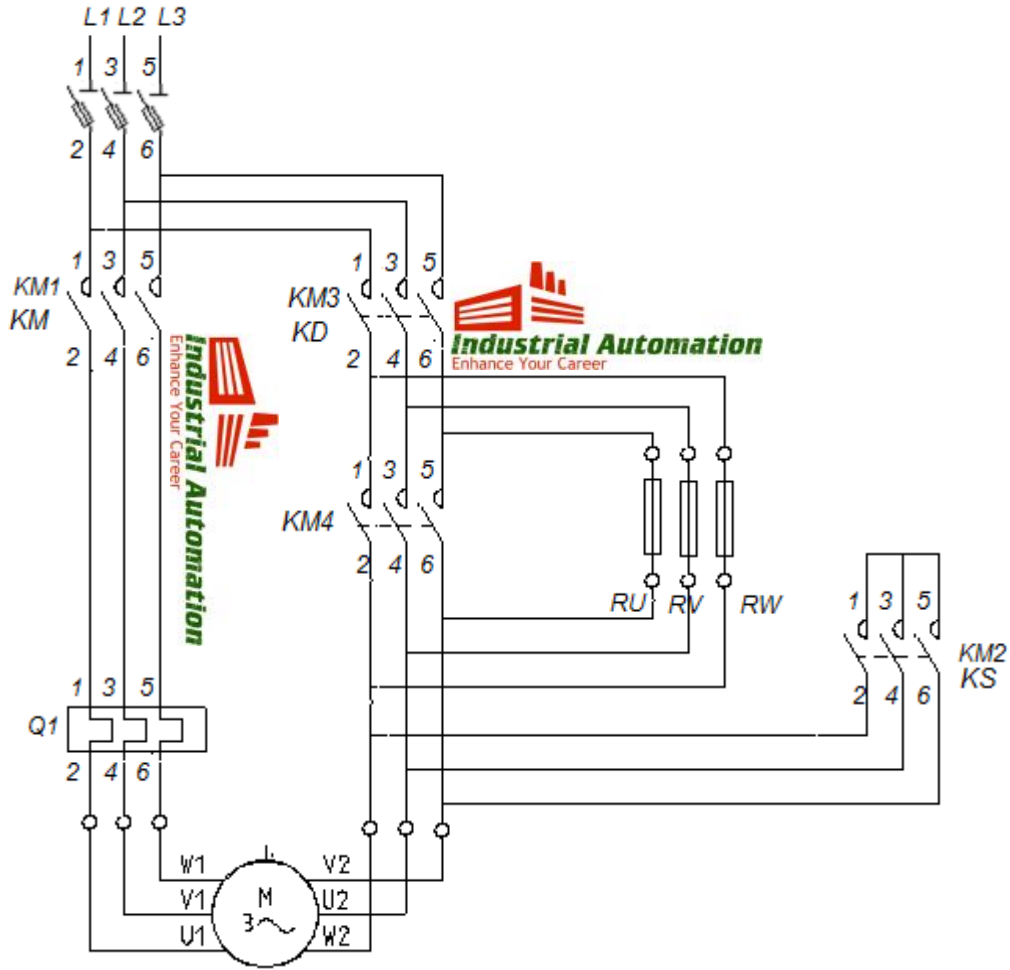 L1 L2 L3
1 3 5
2 4 6
1 3 5
KM1
KM
2 4 6
1 3 5
KM3
KD
2 4 6
Industrial Automation
Enhance Your Career
Industrial Automation
Enhance Your Career
1 3 5
KM4
2 4 6
RU RV RW
1 3 5
KM2
KS
2 4 6
1 3 5
Q1
2 4 6
W1 V2
V1 M U2
3
U1 W2